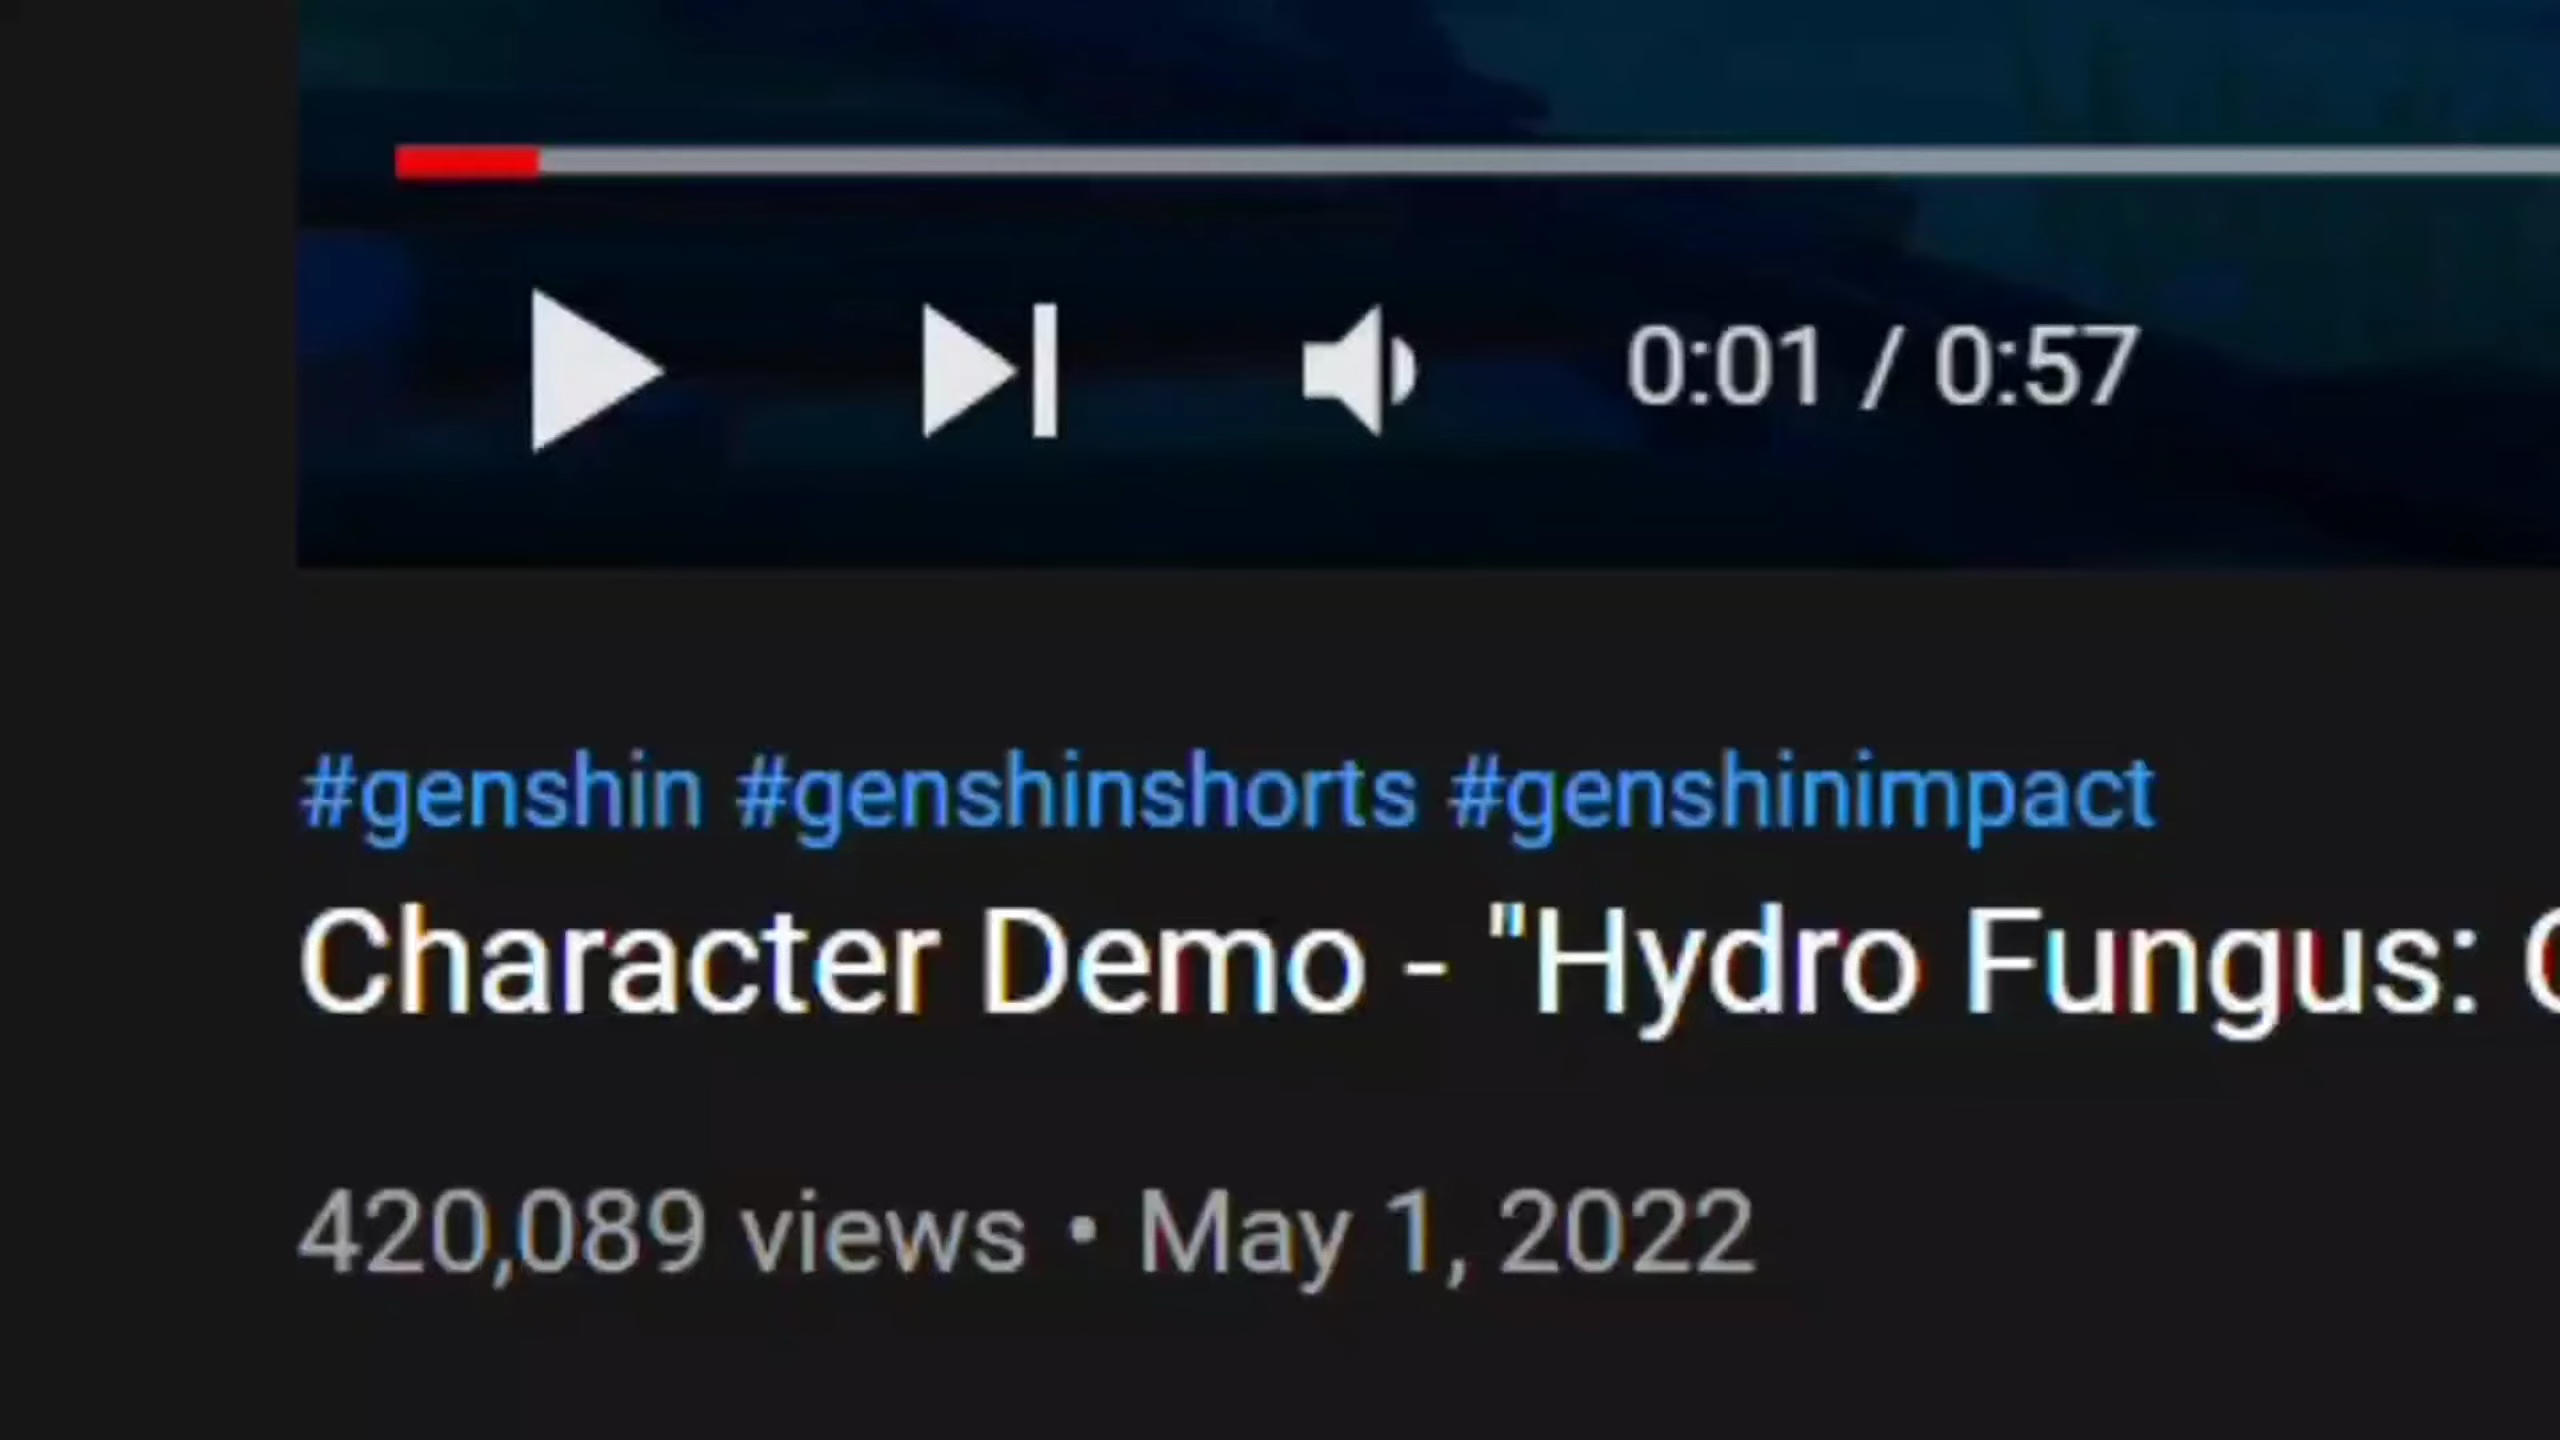 0:01 / 0:57
#genshin #genshinshorts #genshinimpact
Character Demo - "Hydro Fungus:
420,089 views • May 1, 2022